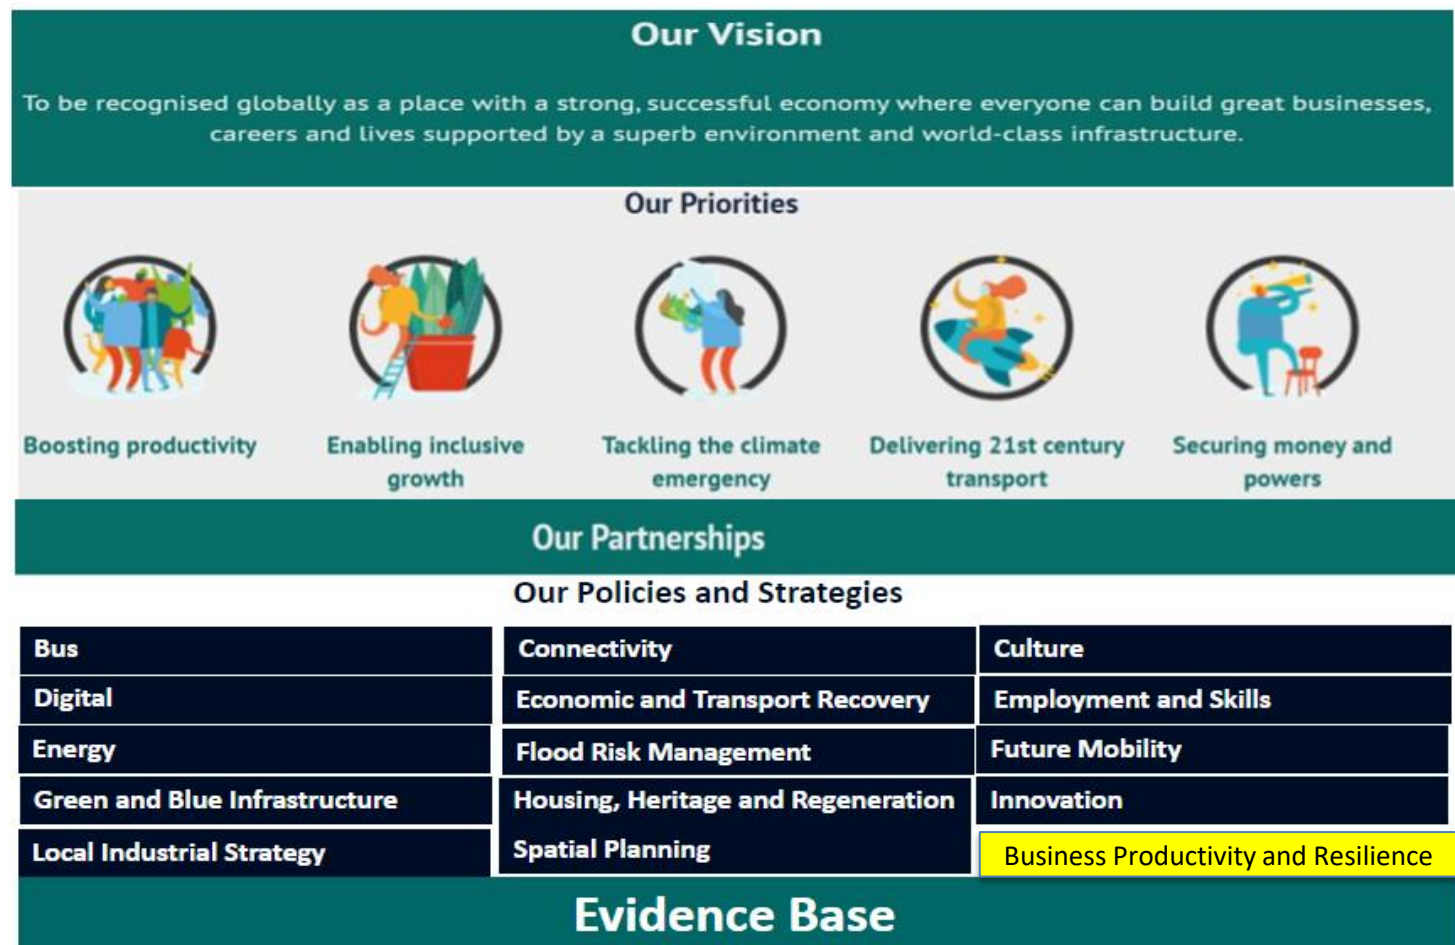 Our Vision
To be recognised globally as a place with a strong, successful economy where everyone can build great businesses,
careers and lives supported by a superb environment and world-class infrastructure.
Our Priorities
Boosting productivity
Enabling inclusive
growth
Tackling the climate
emergency
Delivering 21st century
transport
Securing money and
powers
Our Partnerships
Our Policies and Strategies
Bus
Connectivity
Culture
Digital
Economic and Transport Recovery
Employment and Skills
Energy
Flood Risk Management
Future Mobility
Green and Blue Infrastructure
Housing, Heritage and Regeneration
Innovation
Local Industrial Strategy
Spatial Planning
Business Productivity and Resilience
Evidence Base